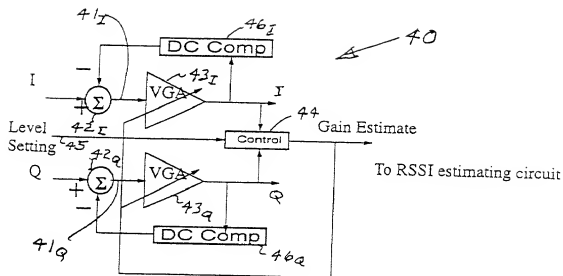 41I
46I
40
DC Comp
−
43I
I
VGA
I
Σ
+
42I
44
Control
Gain Estimate
Level
Setting
45
42Q
To RSSI estimating circuit
Q
+
Σ
VGA
Q
−
43Q
41Q
DC Comp
46Q